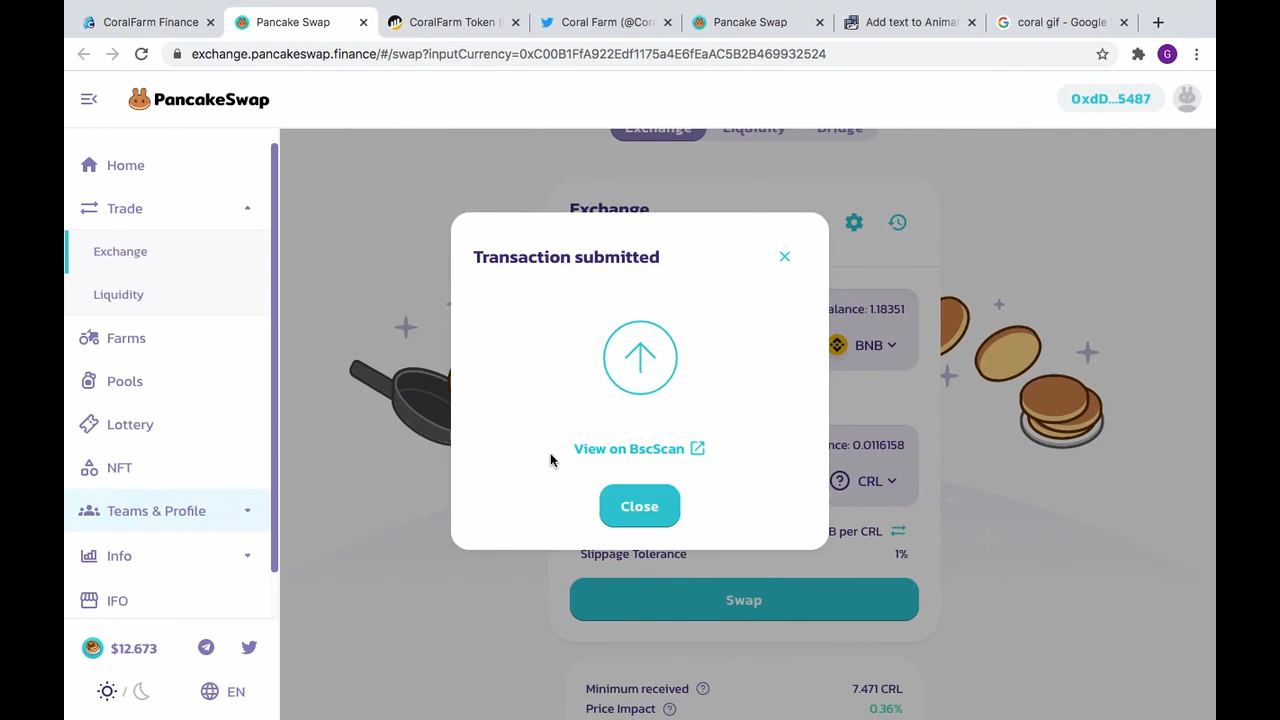 CoralFarm Finance
Pancake Swap
CoralFarm Token (
Coral Farm (@Cora
Pancake Swap
Add text to Animat
coral gif - Google
exchange.pancakeswap.finance/#/swap?inputCurrency=0xC00B1FfA922Edf1175a4E6fEaAC5B2B469932524
G
PancakeSwap
0xdD...5487
Home
Trade
Exchange
Liquidity
Farms
Pools
Lottery
NFT
Teams & Profile
Info
IFO
$12.673
/
EN
Exchange
Liquidity
Bridge
Exchange
Transaction submitted
alance: 1.18351
BNB
View on BscScan
nce: 0.0116158
CRL
Close
B per CRL
Slippage Tolerance
1%
Swap
Minimum received
7.471 CRL
Price Impact
0.36%